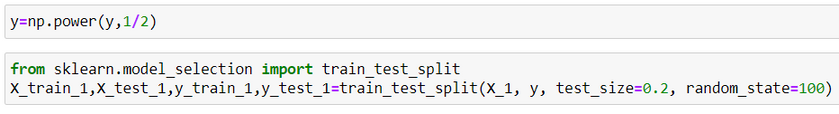 y=np.power(y,1/2)
from sklearn.model_selection import train_test_split
X_train_1,X_test_1,y_train_1,y_test_1=train_test_split(X_1, y, test_size=0.2, random_state=100)